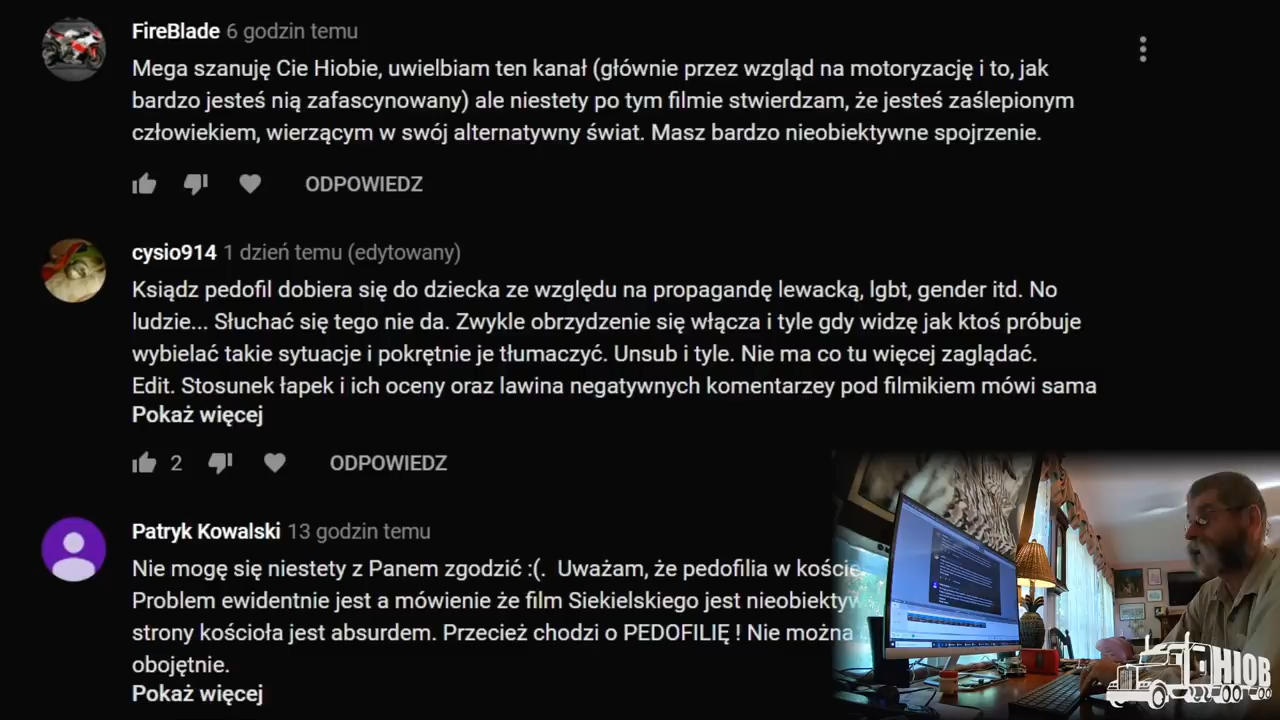 FireBlade 6 godzin temu
Mega szanuję Cie Hiobie, uwielbiam ten kanał (głównie przez wzgląd na motoryzację i to, jak
bardzo jesteś nią zafascynowany) ale niestety po tym filmie stwierdzam, że jesteś zaślepionym
człowiekiem, wierzącym w swój alternatywny świat. Masz bardzo nieobiektywne spojrzenie.
ODPOWIEDZ
cysio914 1 dzień temu (edytowany)
Ksiądz pedofil dobiera się do dziecka ze względu na propagandę lewacką, lgbt, gender itd. No
ludzie... Słuchać się tego nie da. Zwykle obrzydzenie się włącza i tyle gdy widzę jak ktoś próbuje
wybielać takie sytuacje i pokrętnie je tłumaczyć. Unsub i tyle. Nie ma co tu więcej zaglądać.
Edit. Stosunek łapek i ich oceny oraz lawina negatywnych komentarzey pod filmikiem mówi sama
Pokaż więcej
2 ODPOWIEDZ
Patryk Kowalski 13 godzin temu
Nie mogę się niestety z Panem zgodzić :(. Uważam, że pedofilia w
Problem ewidentnie jest a mówienie że film Siekielskiego jest
strony kościoła jest absurdem. Przecież chodzi o PEDOFILIĘ ! Nie można
obojętnie.
Pokaż więcej
HIOB